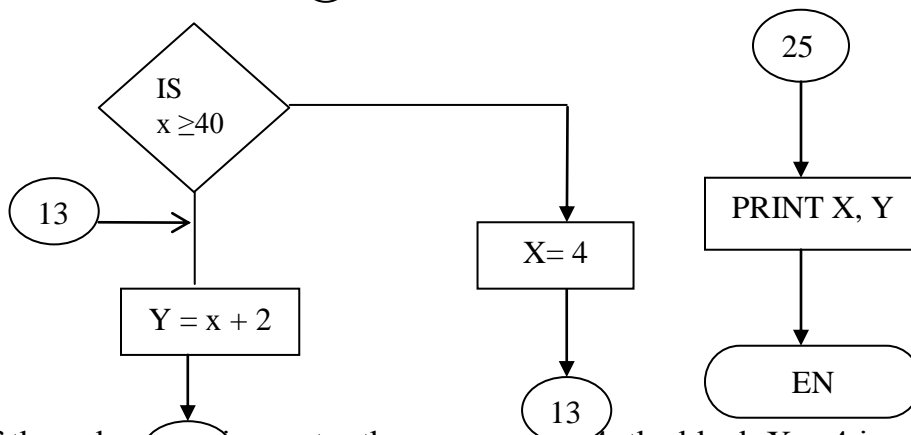 25
IS
x ≥40
13
PRINT X, Y
X= 4
Y = x + 2
EN
13